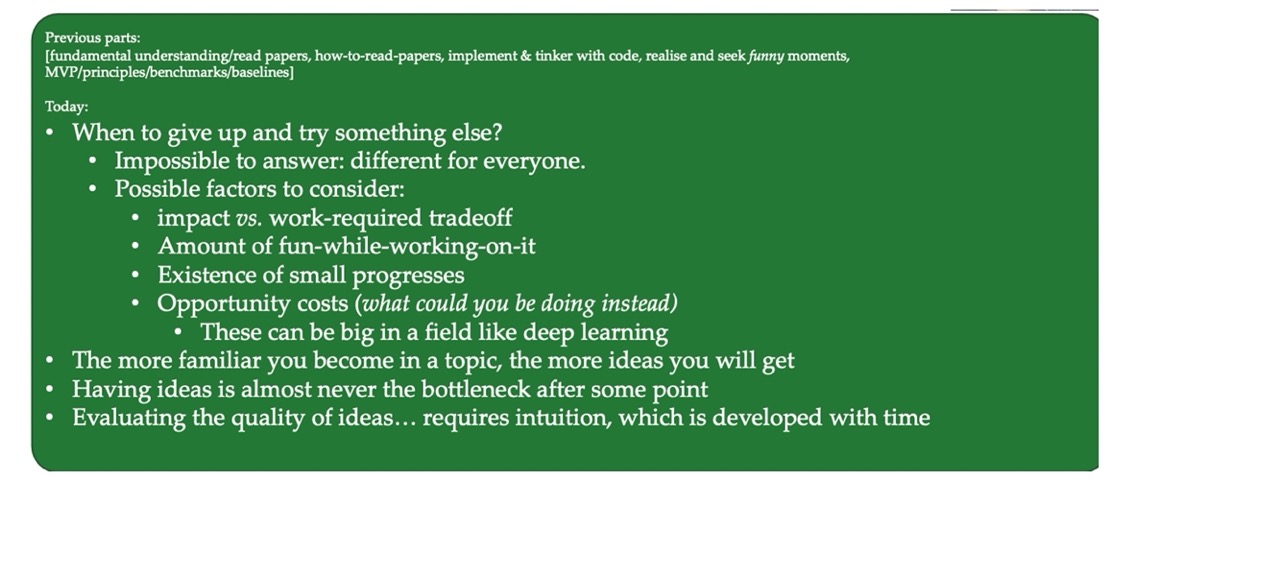 Previous parts:
[fundamental understanding/read papers, how-to-read-papers, implement & tinker with code, realise and seek funny moments,
MVP/principles/benchmarks/baselines]
Today:
• When to give up and try something else?
• Impossible to answer: different for everyone.
• Possible factors to consider:
• impact vs. work-required tradeoff
• Amount of fun-while-working-on-it
• Existence of small progresses
• Opportunity costs (what could you be doing instead)
• These can be big in a field like deep learning
• The more familiar you become in a topic, the more ideas you will get
• Having ideas is almost never the bottleneck after some point
• Evaluating the quality of ideas… requires intuition, which is developed with time